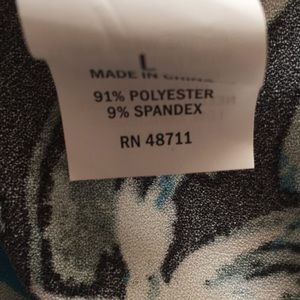 L
MADE IN CHINA
91% POLYESTER
9% SPANDEX
RN 48711